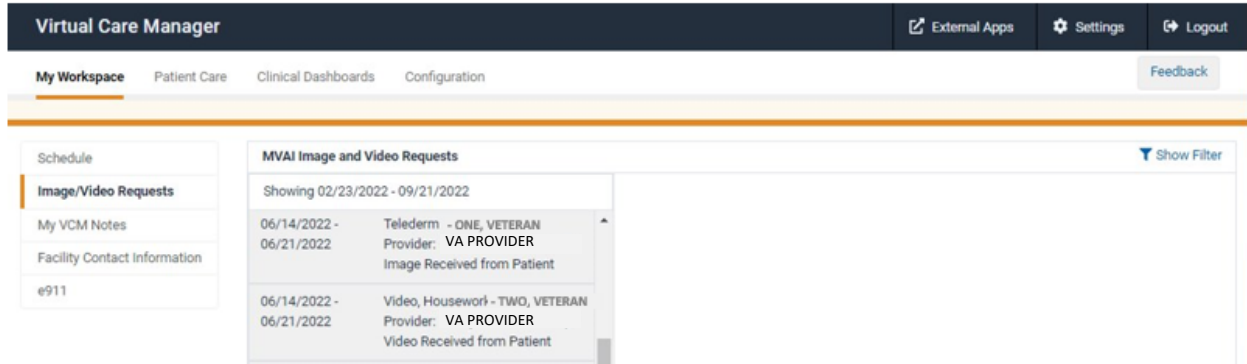 Virtual Care Manager
External Apps
Settings
Logout
My Workspace
Patient Care
Clinical Dashboards
Configuration
Feedback
Schedule
Image/Video Requests
My VCM Notes
Facility Contact Information
e911
MVAI Image and Video Requests
Show Filter
Showing 02/23/2022 - 09/21/2022
06/14/2022 -
06/21/2022
Telederm - ONE, VETERAN
Provider: VA PROVIDER
Image Received from Patient
06/14/2022 -
06/21/2022
Video, Housework - TWO, VETERAN
Provider: VA PROVIDER
Video Received from Patient